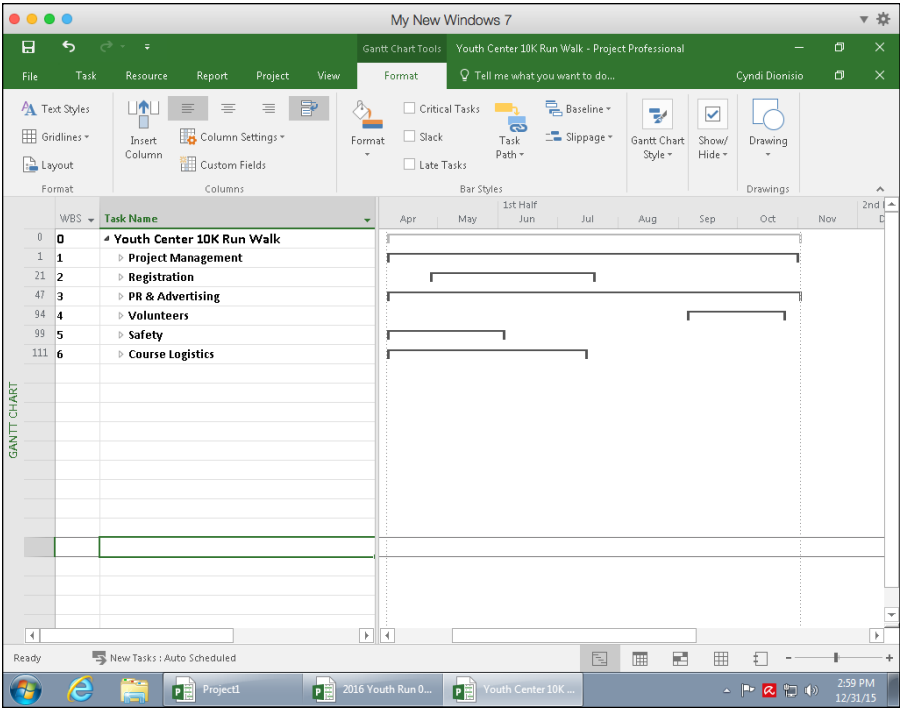 My New Windows 7
Gantt Chart Tools
Youth Center 10K Run Walk - Project Professional
File
Task
Resource
Report
Project
View
Format
Tell me what you want to do...
Cyndi Dionisio
Text Styles
Gridlines
Layout
Format
Insert Column
Column Settings
Custom Fields
Columns
Format
Critical Tasks
Slack
Late Tasks
Task Path
Baseline
Slippage
Bar Styles
Gantt Chart Style
Show/ Hide
Drawing
Drawings
WBS
Task Name
1st Half
2nd
Apr May Jun Jul Aug Sep Oct Nov D
0 0 Youth Center 10K Run Walk
1 1 Project Management
21 2 Registration
47 3 PR & Advertising
94 4 Volunteers
99 5 Safety
111 6 Course Logistics
GANTT CHART
Ready
New Tasks : Auto Scheduled
Project1
2016 Youth Run 0...
Youth Center 10K ...
2:59 PM
12/31/15